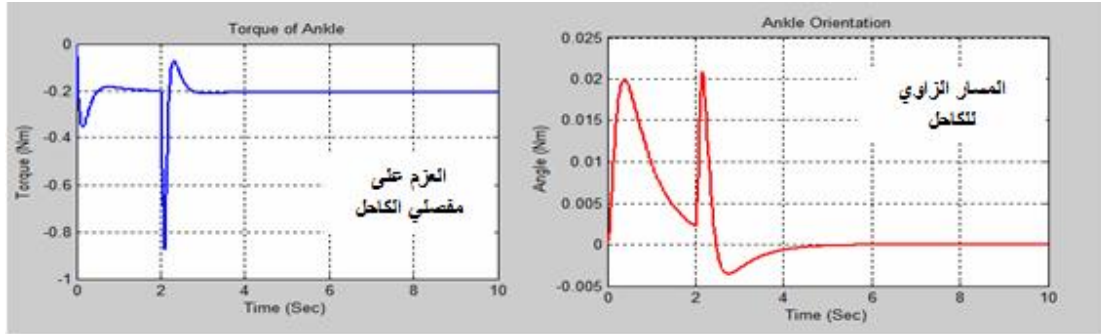 Torque of Ankle
0
-0.2
-0.4
-0.6
-0.8
-1
Torque (Nm)
العزم على
مفصلي الكاحل
0 2 4 6 8 10
Time (Sec)
Ankle Orientation
0.025
0.02
0.015
0.01
0.005
0
-0.005
Angle (Nm)
المسار الزاوي
للكاحل
0 2 4 6 8 10
Time (Sec)